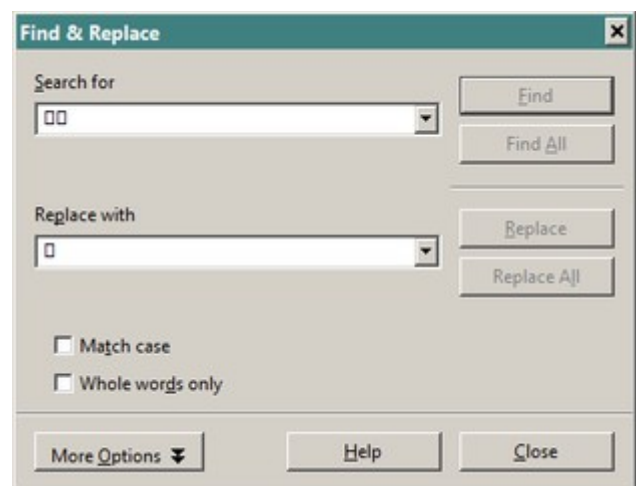 Find & Replace
Search for
Find
▯▯
Find All
Replace with
Replace
▯
Replace All
Match case
Whole words only
More Options
Help
Close